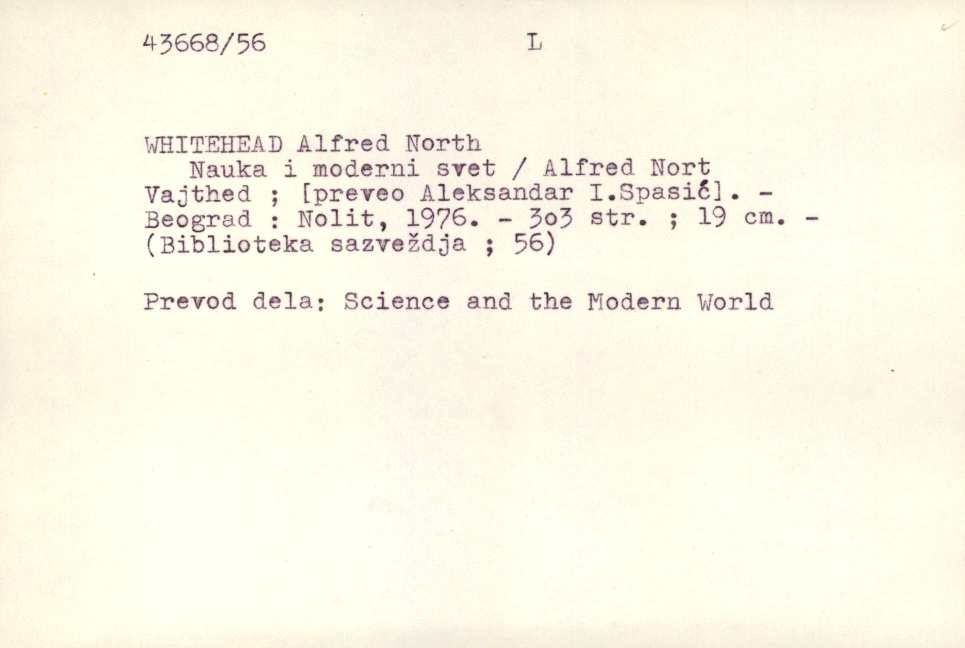 43668/56 L
WHITEHEAD Alfred North
Nauka i moderni svet / Alfred Nort
Vajthed ; [preveo Aleksandar I.Spasić]. -
Beograd : Nolit, 1976. - 3o3 str. ; 19 cm. -
(Biblioteka sazveždja ; 56)
Prevod dela: Science and the Modern World